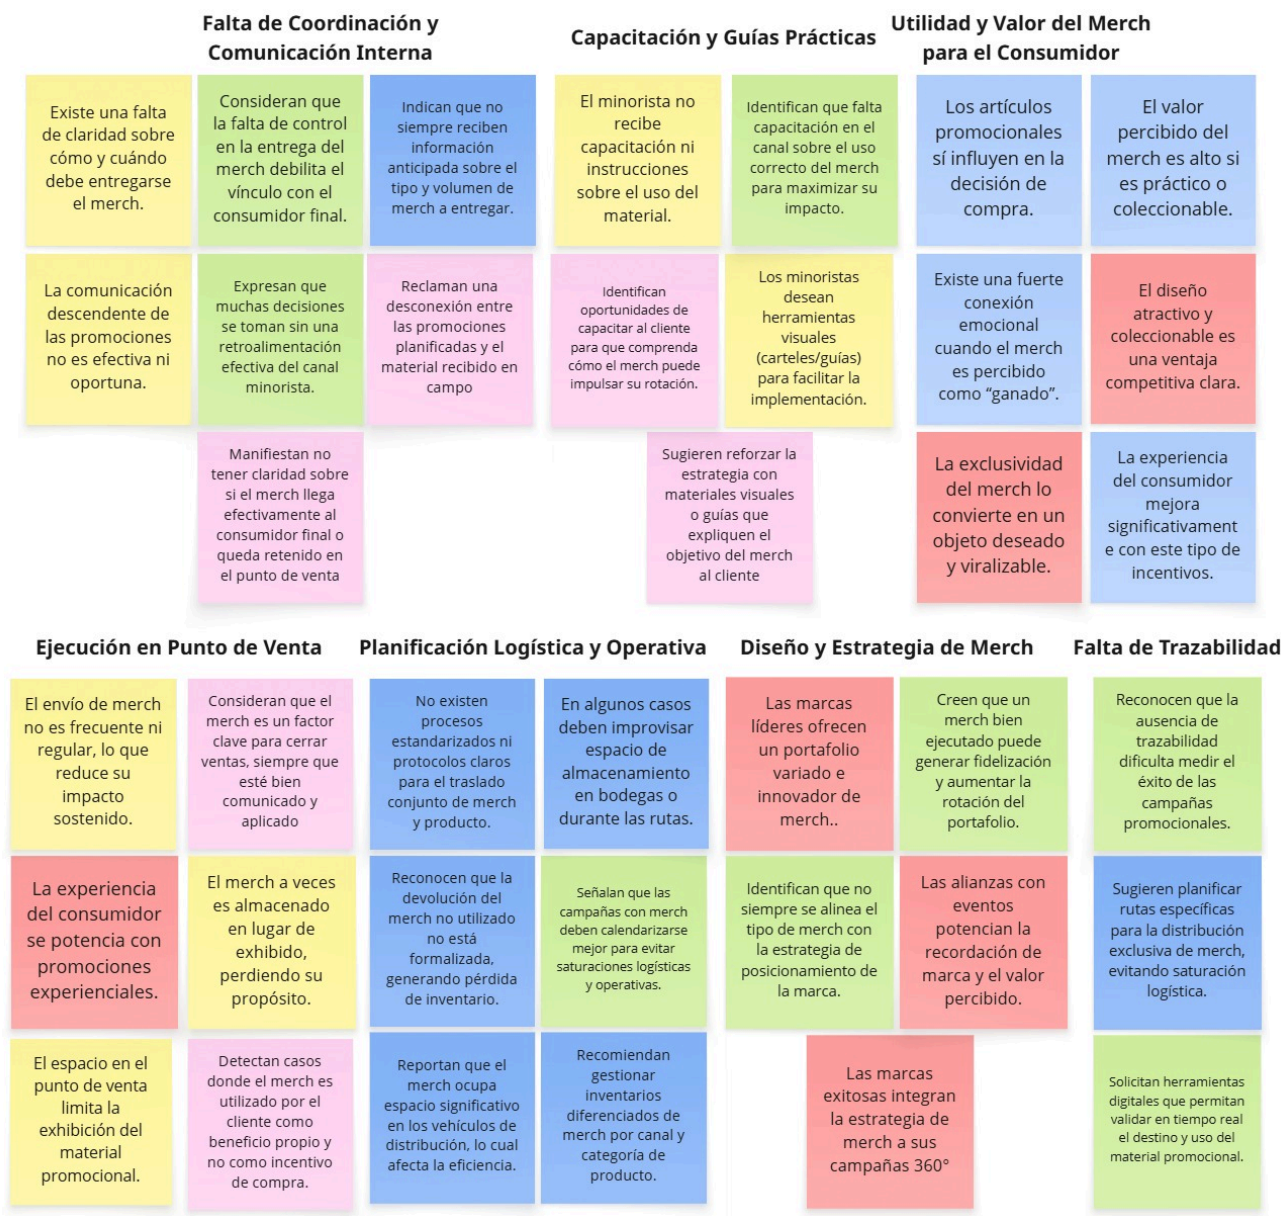 Falta de Coordinación y
Comunicación Interna
Existe una falta
de claridad sobre
cómo y cuándo
debe entregarse
el merch.
Consideran que
la falta de control
en la entrega del
merch debilita el
vínculo con el
consumidor final.
Indican que no
siempre reciben
información
anticipada sobre el
tipo y volumen de
merch a entregar.
La comunicación
descendente de
las promociones
no es efectiva ni
oportuna.
Expresan que
muchas decisiones
se toman sin una
retroalimentación
efectiva del canal
minorista.
Reclaman una
desconexión entre
las promociones
planificadas y el
material recibido en
campo
Manifiestan no
tener claridad sobre
si el merch llega
efectivamente al
consumidor final o
queda retenido en
el punto de venta
Capacitación y Guías Prácticas
El minorista no
recibe
capacitación ni
instrucciones
sobre el uso del
material.
Identifican que falta
capacitación en el
canal sobre el uso
correcto del merch
para maximizar su
impacto.
Identifican
oportunidades de
capacitar al cliente
para que comprenda
cómo el merch puede
impulsar su rotación.
Los minoristas
desean
herramientas
visuales
(carteles/guías)
para facilitar la
implementación.
Sugieren reforzar la
estrategia con
materiales visuales
o guías que
expliquen el
objetivo del merch
al cliente
Utilidad y Valor del Merch
para el Consumidor
Los artículos
promocionales
sí influyen en la
decisión de
compra.
El valor
percibido del
merch es alto si
es práctico o
coleccionable.
Existe una fuerte
conexión
emocional
cuando el merch
es percibido
como “ganado”.
El diseño
atractivo y
coleccionable es
una ventaja
competitiva clara.
La exclusividad
del merch lo
convierte en un
objeto deseado
y viralizable.
La experiencia
del consumidor
mejora
significativament
e con este tipo de
incentivos.
Ejecución en Punto de Venta
El envío de merch
no es frecuente ni
regular, lo que
reduce su
impacto
sostenido.
Consideran que el
merch es un factor
clave para cerrar
ventas, siempre que
esté bien
comunicado y
aplicado
La experiencia
del consumidor
se potencia con
promociones
experienciales.
El merch a veces
es almacenado
en lugar de
exhibido,
perdiendo su
propósito.
El espacio en el
punto de venta
limita la
exhibición del
material
promocional.
Detectan casos
donde el merch es
utilizado por el
cliente como
beneficio propio y
no como incentivo
de compra.
Planificación Logística y Operativa
No existen
procesos
estandarizados ni
protocolos claros
para el traslado
conjunto de merch
y producto.
En algunos casos
deben improvisar
espacio de
almacenamiento
en bodegas o
durante las rutas.
Reconocen que la
devolución del
merch no utilizado
no está
formalizada,
generando pérdida
de inventario.
Señalan que las
campañas con merch
deben calendarizarse
mejor para evitar
saturaciones logísticas
y operativas.
Reportan que el
merch ocupa
espacio significativo
en los vehículos de
distribución, lo cual
afecta la eficiencia.
Recomiendan
gestionar
inventarios
diferenciados de
merch por canal y
categoría de
producto.
Diseño y Estrategia de Merch
Las marcas
líderes ofrecen
un portafolio
variado e
innovador de
merch..
Creen que un
merch bien
ejecutado puede
generar fidelización
y aumentar la
rotación del
portafolio.
Identifican que no
siempre se alinea el
tipo de merch con
la estrategia de
posicionamiento de
la marca.
Las alianzas con
eventos
potencian la
recordación de
marca y el valor
percibido.
Las marcas
exitosas integran
la estrategia de
merch a sus
campañas 360°
Falta de Trazabilidad
Reconocen que la
ausencia de
trazabilidad
dificulta medir el
éxito de las
campañas
promocionales.
Sugieren planificar
rutas específicas
para la distribución
exclusiva de merch,
evitando saturación
logística.
Solicitan herramientas
digitales que permitan
validar en tiempo real
el destino y uso del
material promocional.